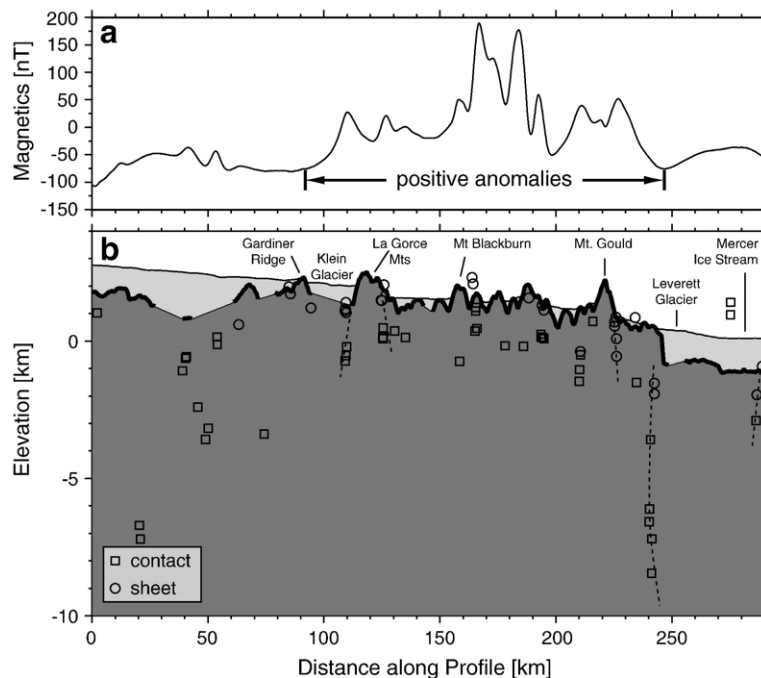 a
Magnetics [nT]
200
150
100
50
0
-50
-100
-150
positive anomalies
b
Gardiner
Ridge
Klein
Glacier
La Gorce
Mts
Mt Blackburn
Mt. Gould
Leverett
Glacier
Mercer
Ice Stream
Elevation [km]
0
-5
-10
contact
sheet
0
50
100
150
200
250
Distance along Profile [km]